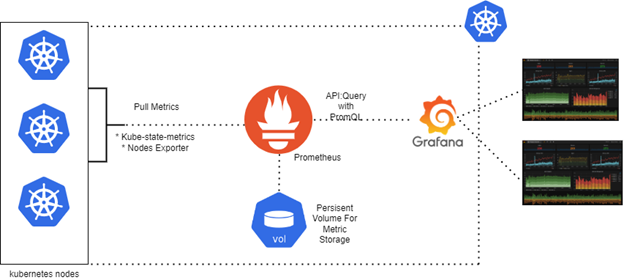 Pull Metrics
* Kube-state-metrics
* Nodes Exporter
API:Query
with
PromQL
Prometheus
Grafana
Persisent
Volume For
Metric
Storage
vol
kubernetes nodes